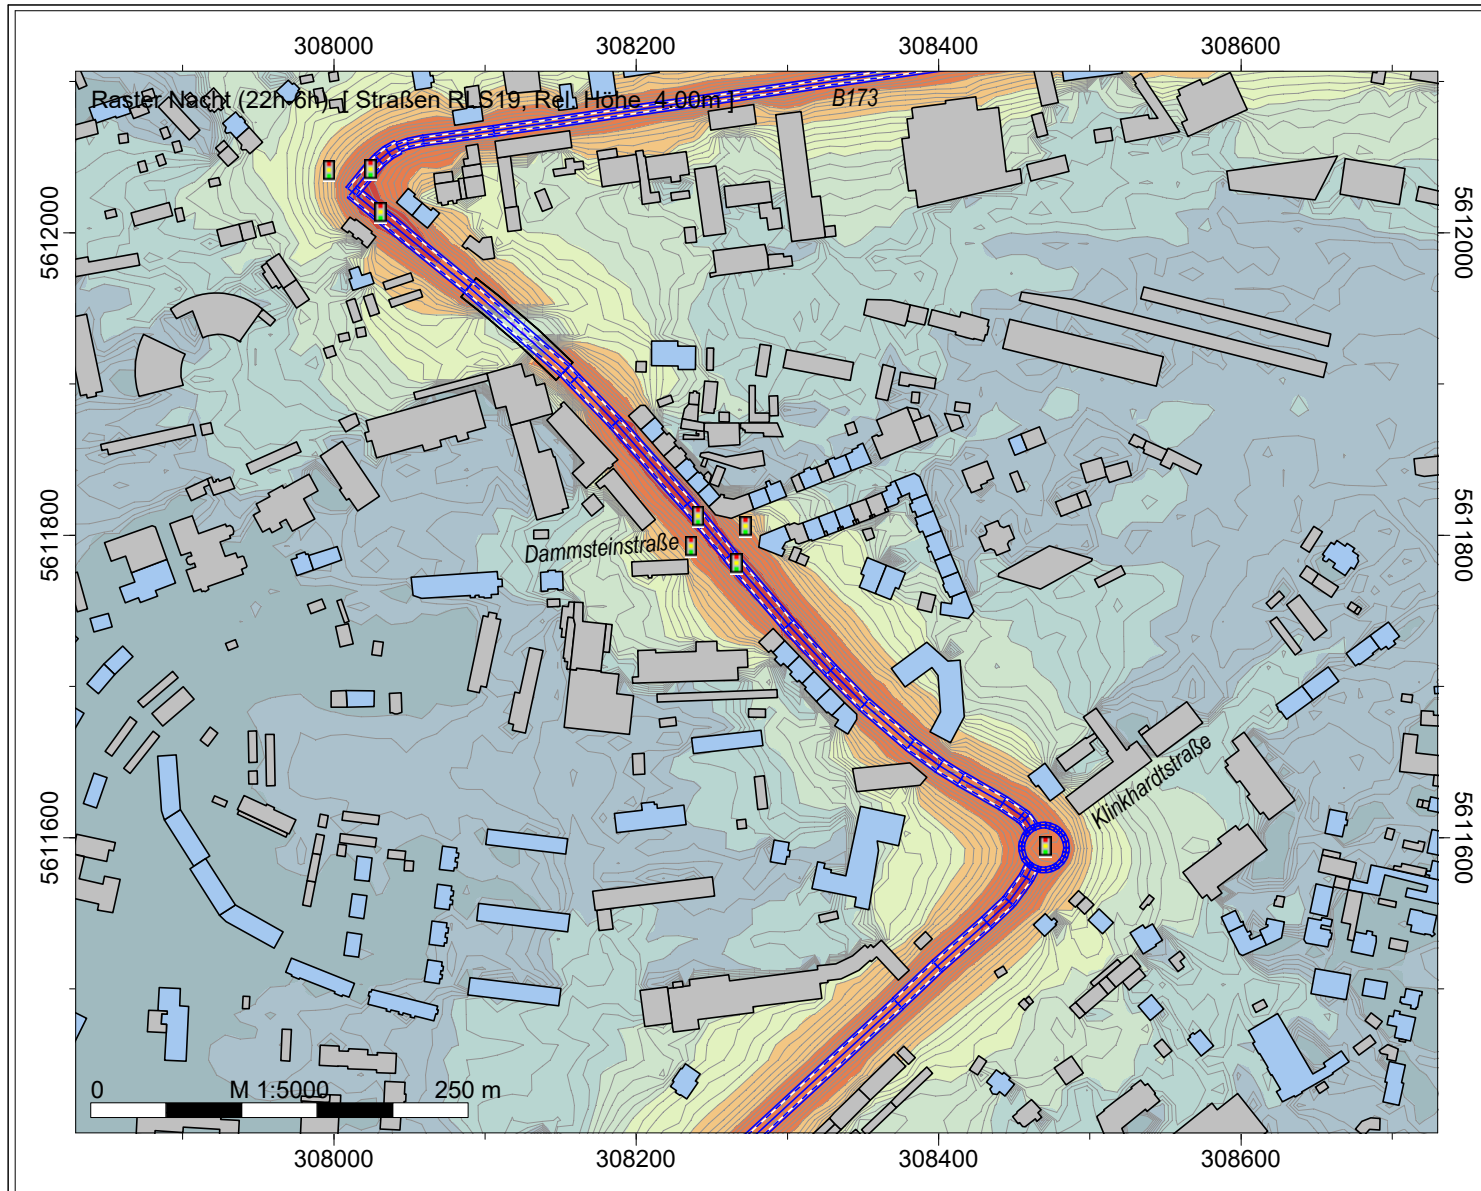 308000 308200 308400 308600
Raster Nacht (22h-6h) [ Straßen RLS19, Rel. Höhe 4.00m ]
B173
5612000 5612000
5611800 5611800
Dammsteinstraße
Klinkhardtstraße
5611600 5611600
0 M 1:5000 250 m
308000 308200 308400 308600